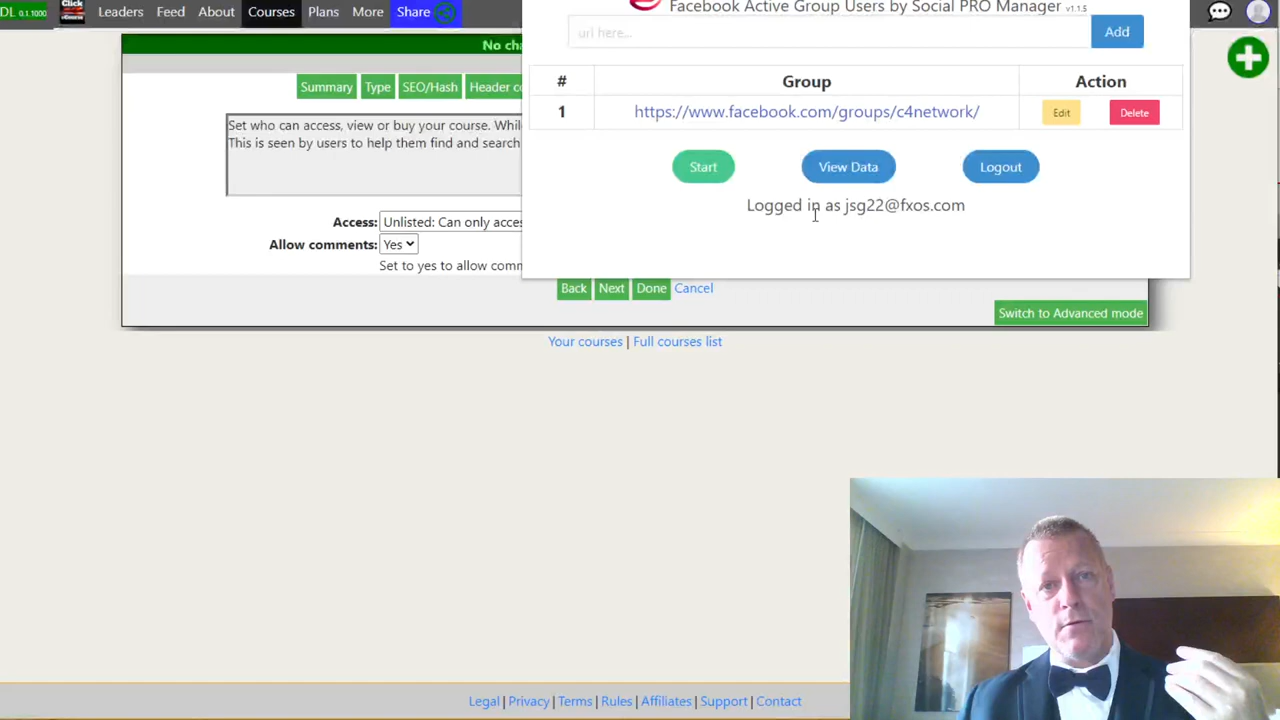 DL 0.1.1000
Click
eCourse
Leaders Feed About Courses Plans More Share
Facebook Active Group Users by Social PRO Manager v1.1.5
url here...
Add
No cha
Summary Type SEO/Hash Header co
# Group Action
1 https://www.facebook.com/groups/c4network/ Edit Delete
Set who can access, view or buy your course. Whil
This is seen by users to help them find and search
Start View Data Logout
Logged in as jsg22@fxos.com
Access: Unlisted: Can only acces
Allow comments: Yes
Set to yes to allow comm
Back Next Done Cancel
Switch to Advanced mode
Your courses | Full courses list
Legal | Privacy | Terms | Rules | Affiliates | Support | Contact